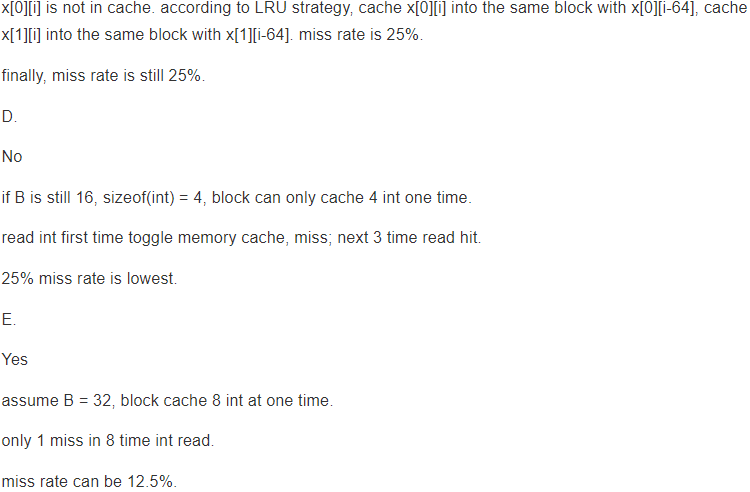 x[0][i] is not in cache. according to LRU strategy, cache x[0][i] into the same block with x[0][i-64], cache
x[1][i] into the same block with x[1][i-64]. miss rate is 25%.
finally, miss rate is still 25%.
D.
No
if B is still 16, sizeof(int) = 4, block can only cache 4 int one time.
read int first time toggle memory cache, miss; next 3 time read hit.
25% miss rate is lowest.
E.
Yes
assume B = 32, block cache 8 int at one time.
only 1 miss in 8 time int read.
miss rate can be 12.5%.